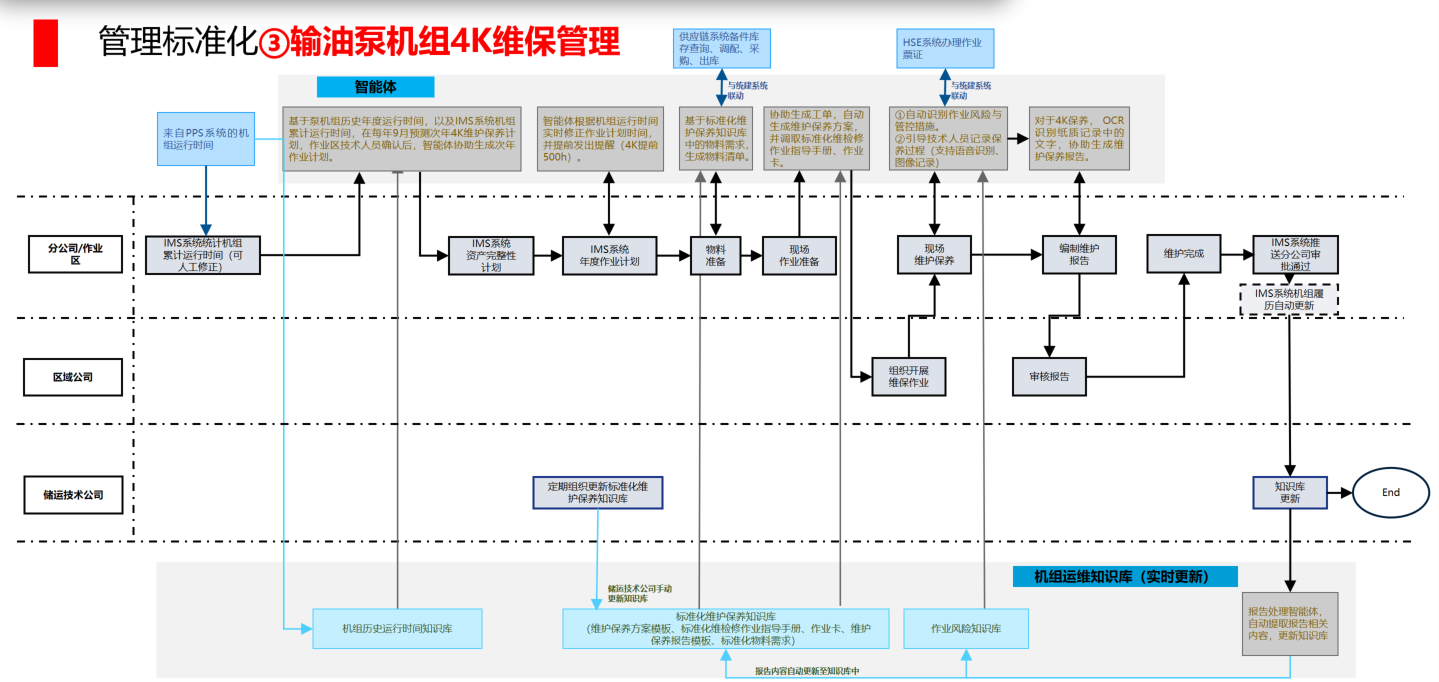 管理标准化③输油泵机组4K维保管理
供应链系统备件库
存查询、调配、采
购、出库
HSE系统办理作业
票证
智能体
与统建系统
联动
与统建系统
联动
来自PPS系统的机
组运行时间
基于泵机组历史年度运行时间，以及IMS系统机组
累计运行时间，在每年9月预测次年4K维护保养计
划，作业区技术人员确认后，智能体协助生成次年
作业计划。
智能体根据机组运行时间
实时修正作业计划时间，
并提前发出提醒（4K提前
500h）。
基于标准化维
护保养知识库
中的物料需求，
生成物料清单。
协助生成工单，自动
生成维护保养方案，
并调取标准化维检修
作业指导手册、作业
卡。
①自动识别作业风险与
管控措施。
②引导技术人员记录保
养过程（支持语音识别、
图像记录）
对于4K保养， OCR
识别纸质记录中的
文字，协助生成维
护保养报告。
分公司/作业
区
IMS系统统计机组
累计运行时间（可
人工修正）
IMS系统
资产完整性
计划
IMS系统
年度作业计划
物料
准备
现场
作业准备
现场
维护保养
编制维护
报告
维护完成
IMS系统推
送分公司审
批通过
IMS系统机组履
历自动更新
区域公司
组织开展
维保作业
审核报告
储运技术公司
定期组织更新标准化维
护保养知识库
知识库
更新
End
机组运维知识库（实时更新）
储运技术公司手动
更新知识库
机组历史运行时间知识库
标准化维护保养知识库
(维护保养方案模板、标准化维检修作业指导手册、作业卡、维护
保养报告模板、标准化物料需求)
作业风险知识库
报告处理智能体，
自动提取报告相关
内容，更新知识库
报告内容自动更新至知识库中